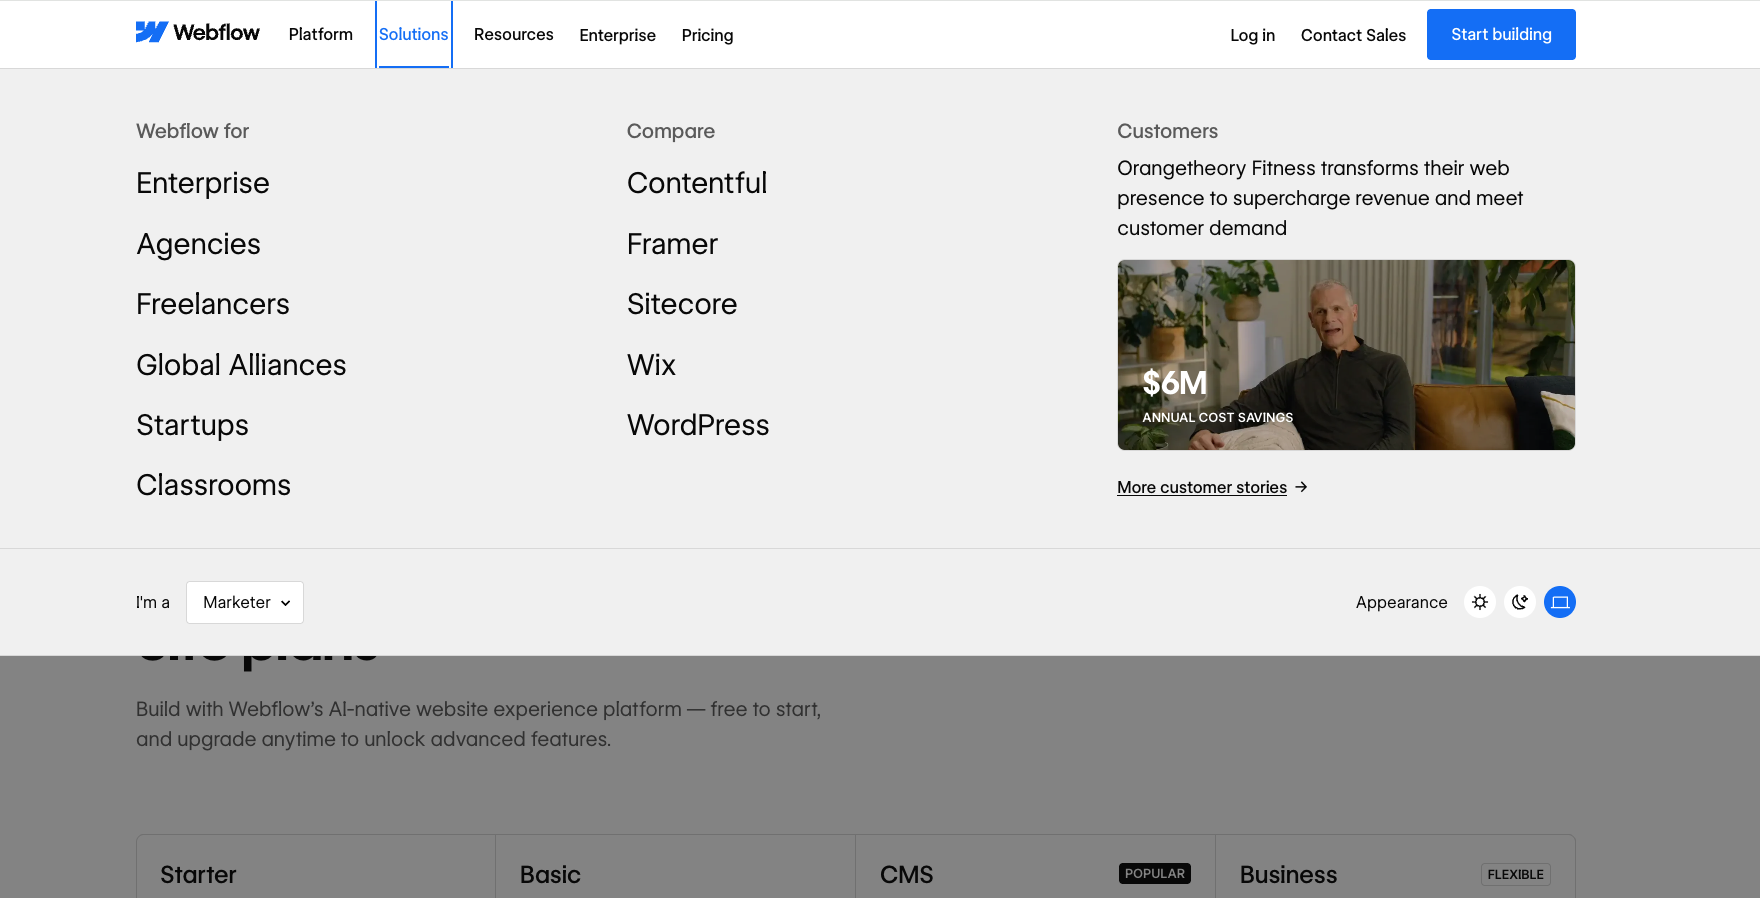 Webflow
Platform
Solutions
Resources
Enterprise
Pricing
Log in
Contact Sales
Start building
Webflow for
Enterprise
Agencies
Freelancers
Global Alliances
Startups
Classrooms
Compare
Contentful
Framer
Sitecore
Wix
WordPress
Customers
Orangetheory Fitness transforms their web
presence to supercharge revenue and meet
customer demand
$6M
ANNUAL COST SAVINGS
More customer stories →
I'm a
Marketer
Appearance
Build with Webflow’s AI-native website experience platform — free to start,
and upgrade anytime to unlock advanced features.
Starter
Basic
CMS
POPULAR
Business
FLEXIBLE